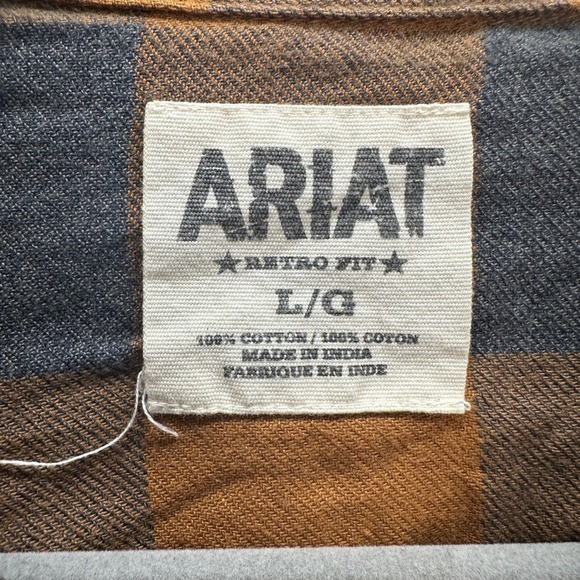 ARIAT
★ RETRO FIT ★
L/G
100% COTTON / 100% COTON
MADE IN INDIA
FABRIQUE EN INDE